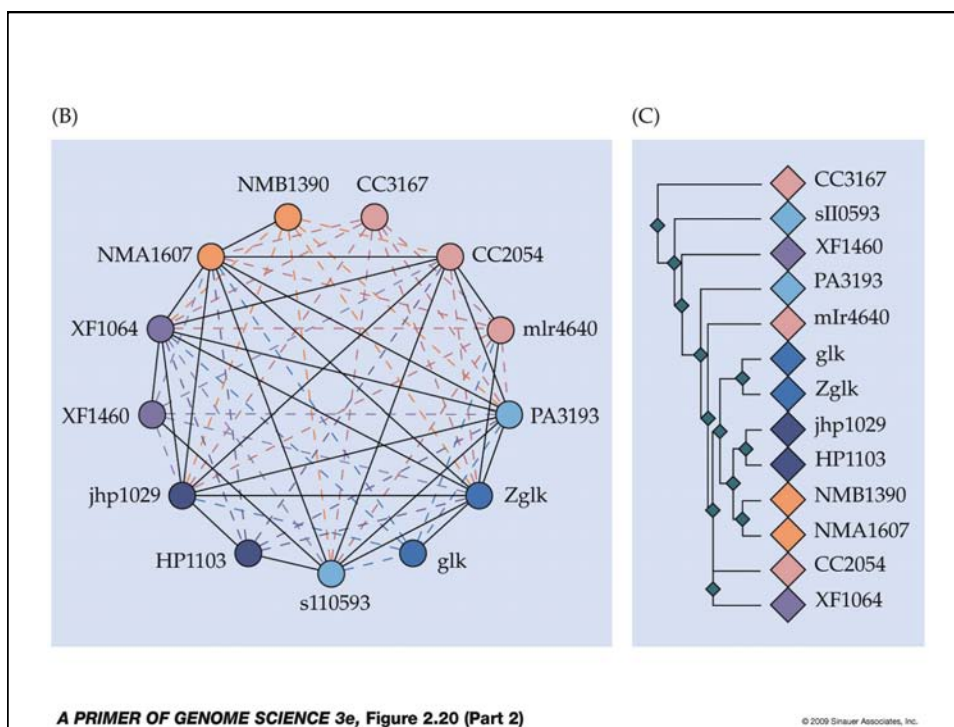 (B)
(C)
NMB1390 CC3167
NMA1607
CC2054
XF1064
mlr4640
XF1460
PA3193
jhp1029
Zglk
HP1103
glk
s110593
CC3167
sII0593
XF1460
PA3193
mIr4640
glk
Zglk
jhp1029
HP1103
NMB1390
NMA1607
CC2054
XF1064
A PRIMER OF GENOME SCIENCE 3e, Figure 2.20 (Part 2)
© 2009 Sinauer Associates, Inc.